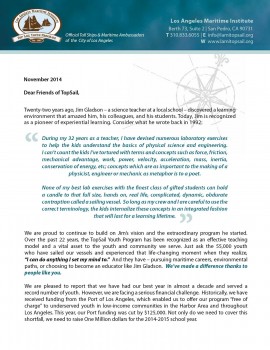 Los Angeles Maritime Institute
Berth 73, Suite 2 | San Pedro, CA 90731
Official Tall Ships & Maritime Ambassadors
of the City of Los Angeles
November 2014
Dear Friends of TopSail,
Twenty-two years ago, Jim Gladson – a science teacher at a local school – discovered a learning
environment that amazed him, his colleagues, and his students. Today, Jim is recognized
as a pioneer of experiential learning. Consider what he wrote back in 1992:
During my 32 years as a teacher, I have devised numerous laboratory exercises
to help the kids understand the basics of physical science and engineering.
I can't count the kids I've tortured with terms and concepts such as force, friction,
mechanical advantage, work, power, velocity, acceleration, mass, inertia,
conservation of energy, etc; concepts which are as important to the making of a
physicist, engineer or mechanic as metaphor is to a poet.
None of my best lab exercises with the finest class of gifted students can hold
a candle to that full size, hands on, real life, complicated, dynamic, elaborate
contraption called a sailing vessel. So long as my crew and I are careful to use the
correct terminology, the kids internalize these concepts in an integrated fashion
that will last for a learning lifetime.
We are proud to continue to build on Jim's vision and the extraordinary program he started.
Over the past 22 years, the TopSail Youth Program has been recognized as an effective teaching
model and a vital asset to the youth and community we serve. Just ask the 55,000 youth
who have sailed our vessels and experienced that life-changing moment when they realize,
"I can do anything I set my mind to." And they have – pursuing maritime careers, environmental
paths, or choosing to become an educator like Jim Gladson. We've made a difference thanks to
people like you.
We are pleased to report that we have had our best year in almost a decade and served a
record number of youth. However, we are facing a serious financial challenge. Historically, we have
received funding from the Port of Los Angeles, which enabled us to offer our program "free of
charge" to underserved youth in low-income communities in the Harbor Area and throughout
Los Angeles. This year, our Port funding was cut by $125,000. Not only do we need to cover this
shortfall, we need to raise One Million dollars for the 2014-2015 school year.